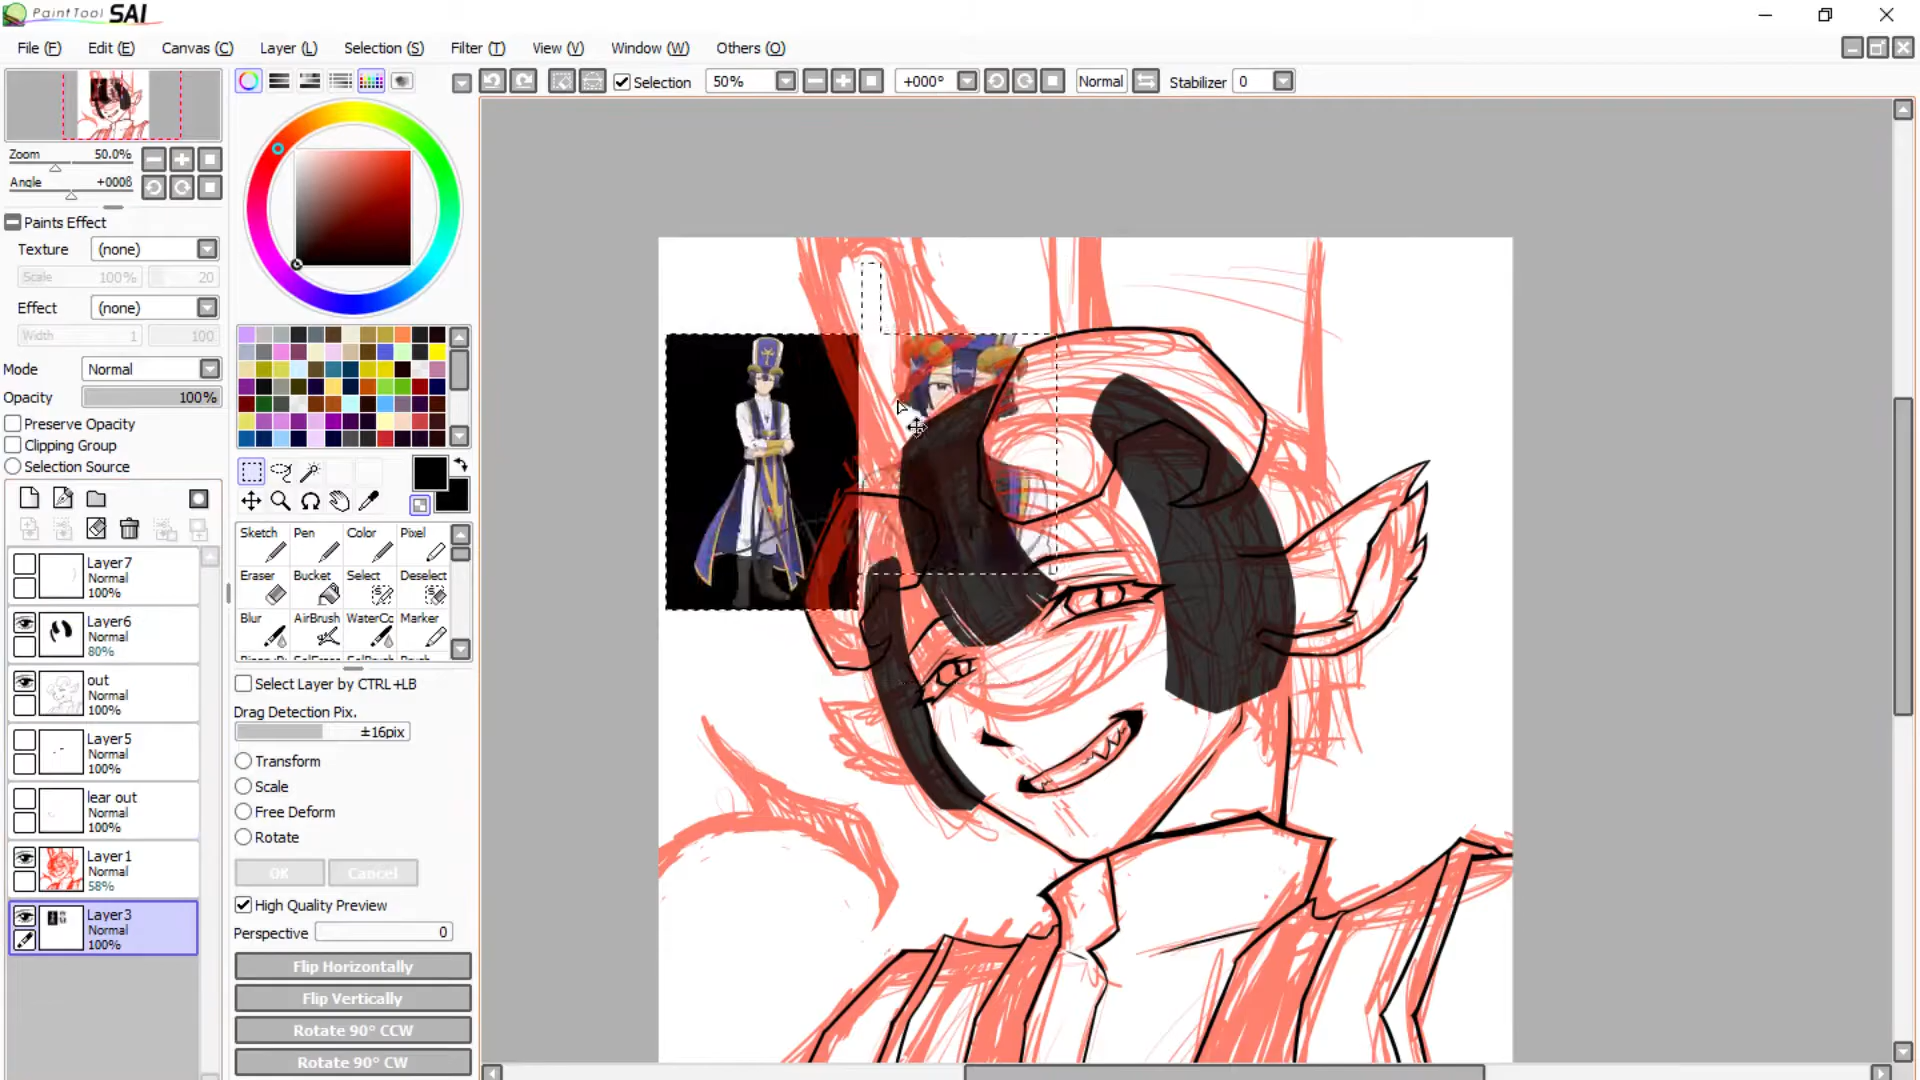 PaintTool SAI
File (F) Edit (E) Canvas (C) Layer (L) Selection (S) Filter (T) View (V) Window (W) Others (O)
Selection 50% +000° Normal Stabilizer 0
Zoom 50.0%
Angle +0008
Paints Effect
Texture (none)
Scale 100% 20
Effect (none)
Width 1 100
Mode Normal
Opacity 100%
Preserve Opacity
Clipping Group
Selection Source
Layer7
Normal
100%
Layer6
Normal
80%
out
Normal
100%
Layer5
Normal
100%
lear out
Normal
100%
Layer1
Normal
58%
Layer3
Normal
100%
Sketch Pen Color Pixel
Eraser Bucket Select Deselect
Blur AirBrush WaterCo Marker
Select Layer by CTRL+LB
Drag Detection Pix.
±16pix
Transform
Scale
Free Deform
Rotate
OK Cancel
High Quality Preview
Perspective 0
Flip Horizontally
Flip Vertically
Rotate 90° CCW
Rotate 90° CW